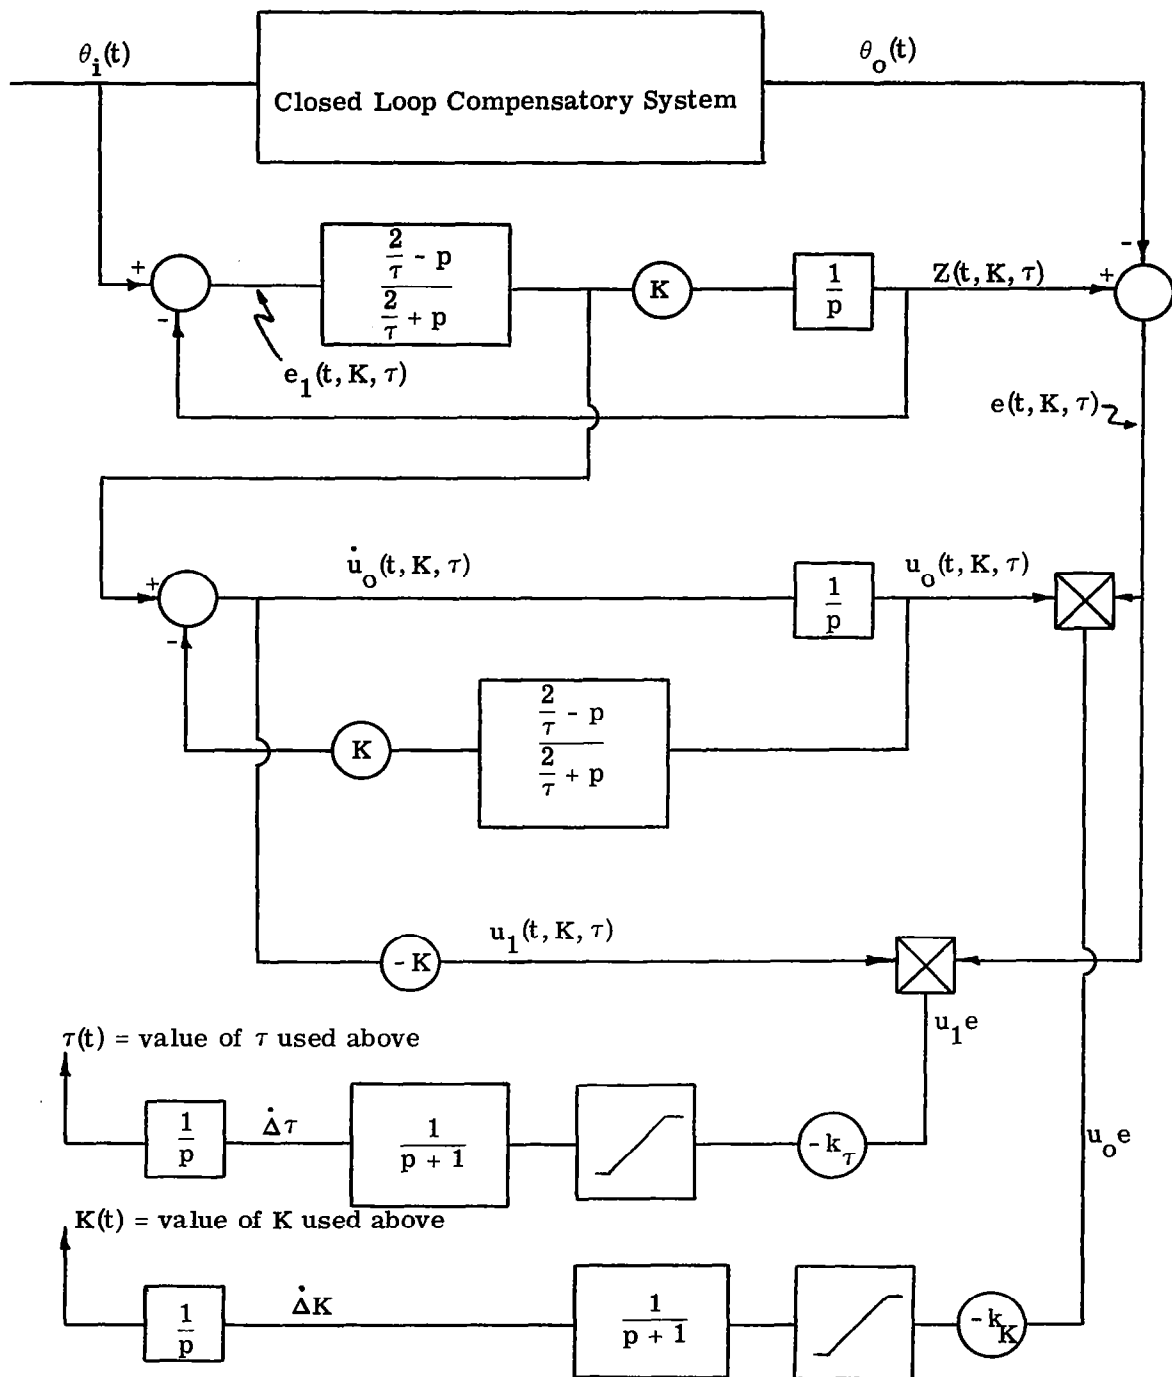 θi(t)
θo(t)
Closed Loop Compensatory System
-
+
2/τ - p
2/τ + p
K
1/p
Z(t, K, τ)
+
-
e1(t, K, τ)
e(t, K, τ)
u̇o(t, K, τ)
uo(t, K, τ)
+
1/p
-
2/τ - p
2/τ + p
K
u1(t, K, τ)
-K
u1e
τ(t) = value of τ used above
1/p
Δ̇τ
1/(p + 1)
-kτ
uoe
K(t) = value of K used above
1/p
Δ̇K
1/(p + 1)
-kK